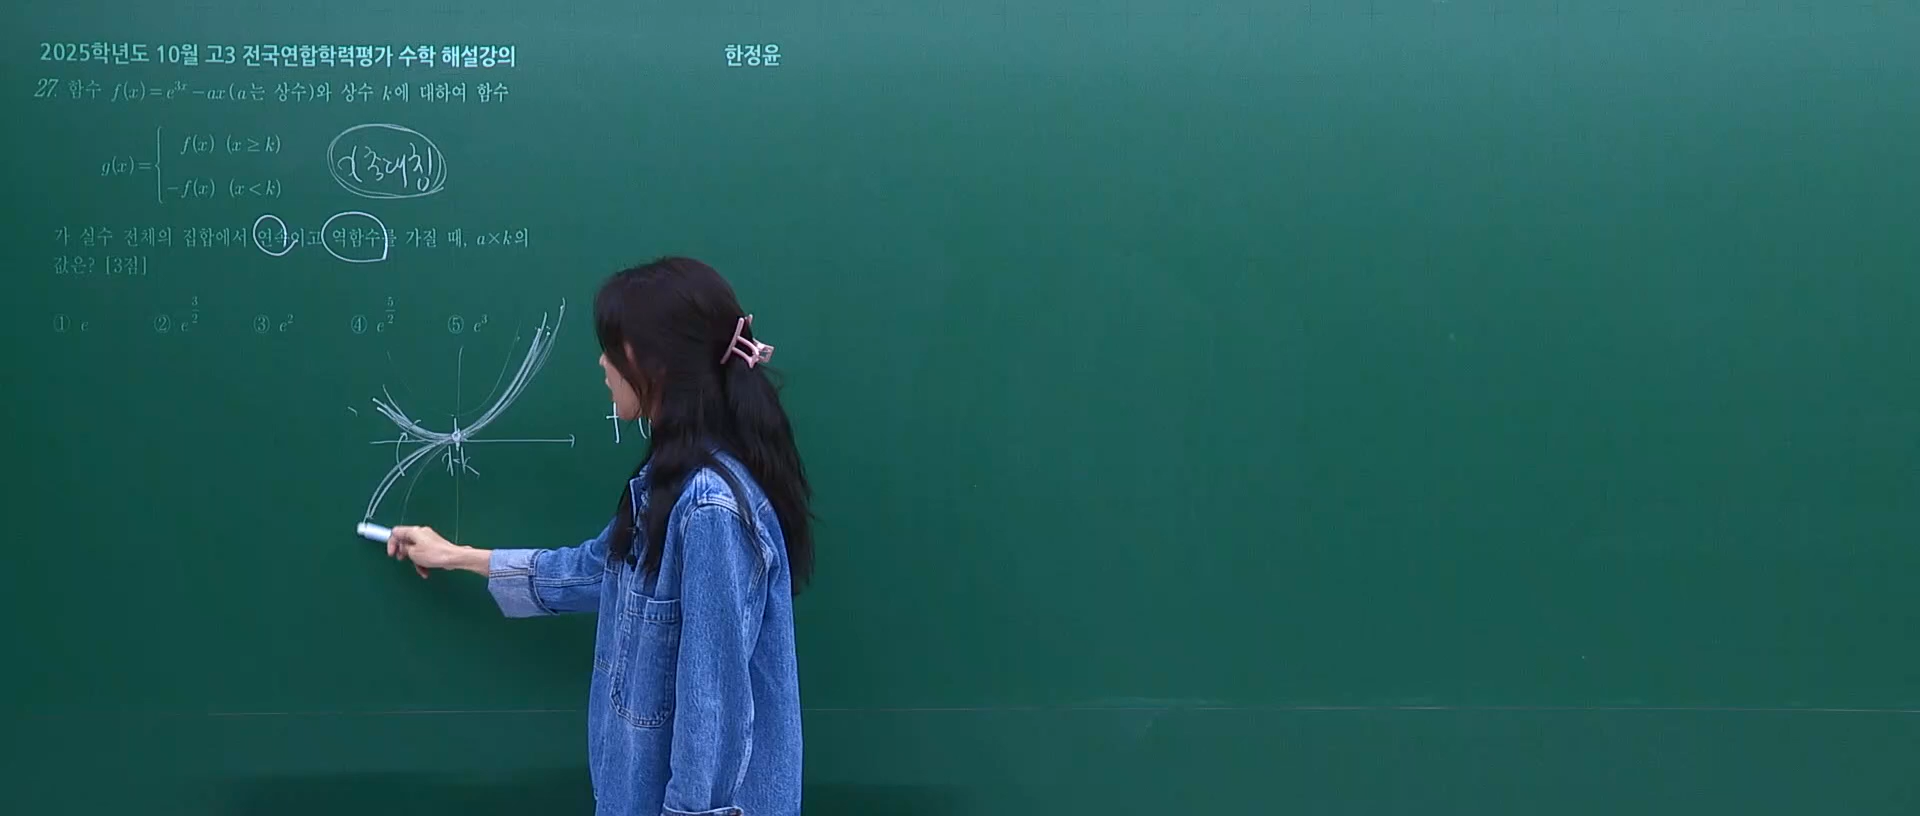 2025학년도 10월 고3 전국연합학력평가 수학 해설강의 한정윤
27. 함수 f(x)=e^{3x}-ax(a는 상수)와 상수 k에 대하여 함수
g(x)={ f(x) (x≥k)
-f(x) (x<k)
x축대칭
가 실수 전체의 집합에서 연속이고 역함수를 가질 때, a×k의
값은? [3점]
① e ② e^{3/2} ③ e^2 ④ e^{5/2} ⑤ e^3
x=k